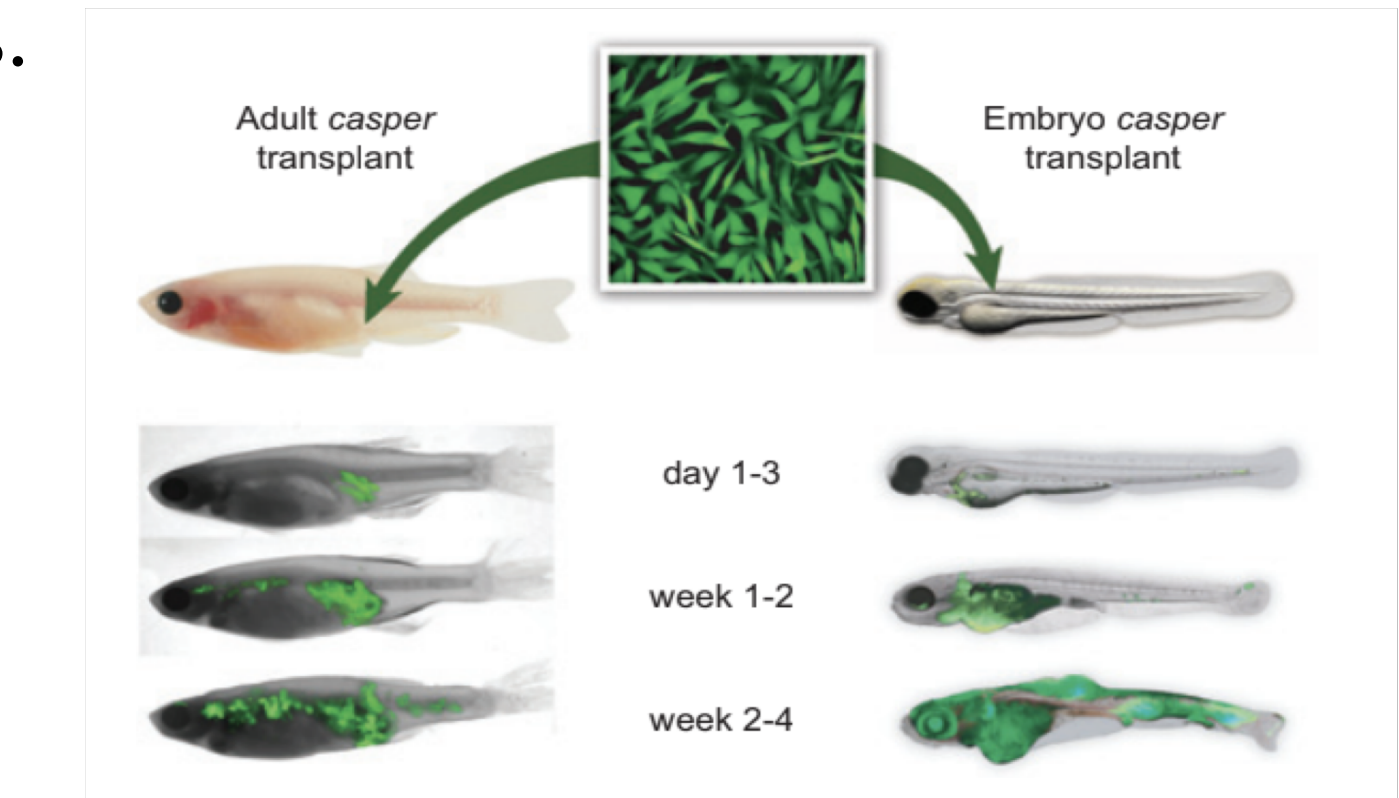 Adult casper
transplant
Embryo casper
transplant
day 1-3
week 1-2
week 2-4